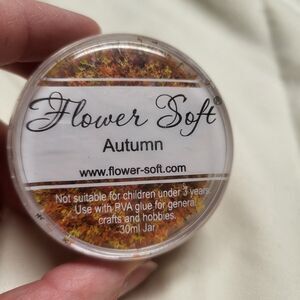 Flower Soft®
Autumn
www.flower-soft.com
Not suitable for children under 3 years
Use with PVA glue for general
crafts and hobbies.
30ml Jar